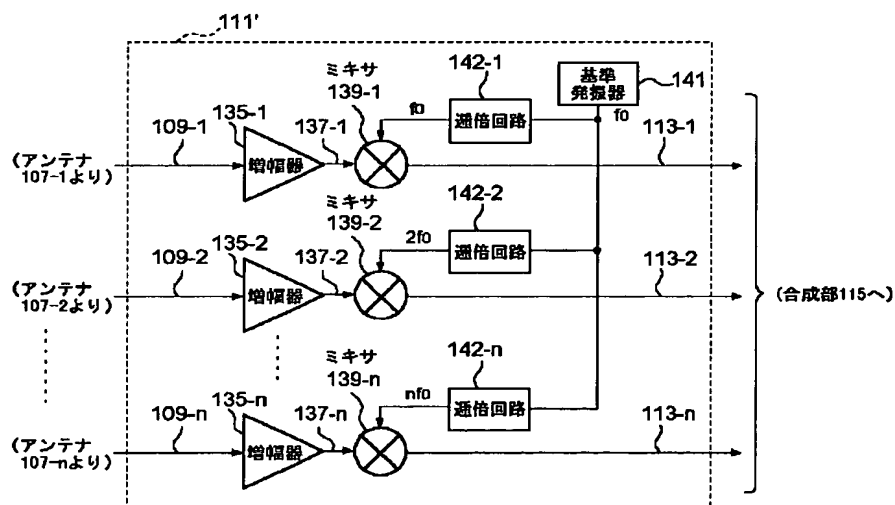 111'
ミキサ
139-1
142-1
基準
発振器
141
f0
f0
135-1
109-1
137-1
逓倍回路
113-1
(アンテナ
107-1より)
増幅器
ミキサ
139-2
142-2
135-2
109-2
137-2
2f0
逓倍回路
113-2
(アンテナ
107-2より)
増幅器
(合成部115へ)
ミキサ
139-n
142-n
135-n
109-n
137-n
nf0
逓倍回路
113-n
(アンテナ
107-nより)
増幅器